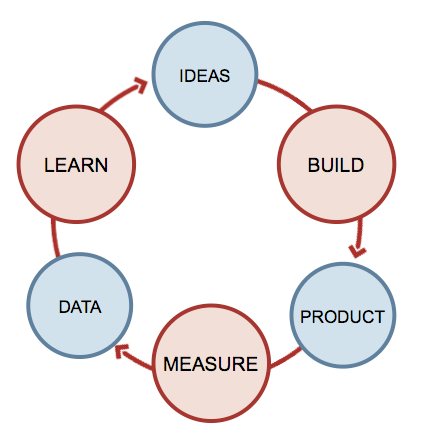 IDEAS
BUILD
PRODUCT
MEASURE
DATA
LEARN